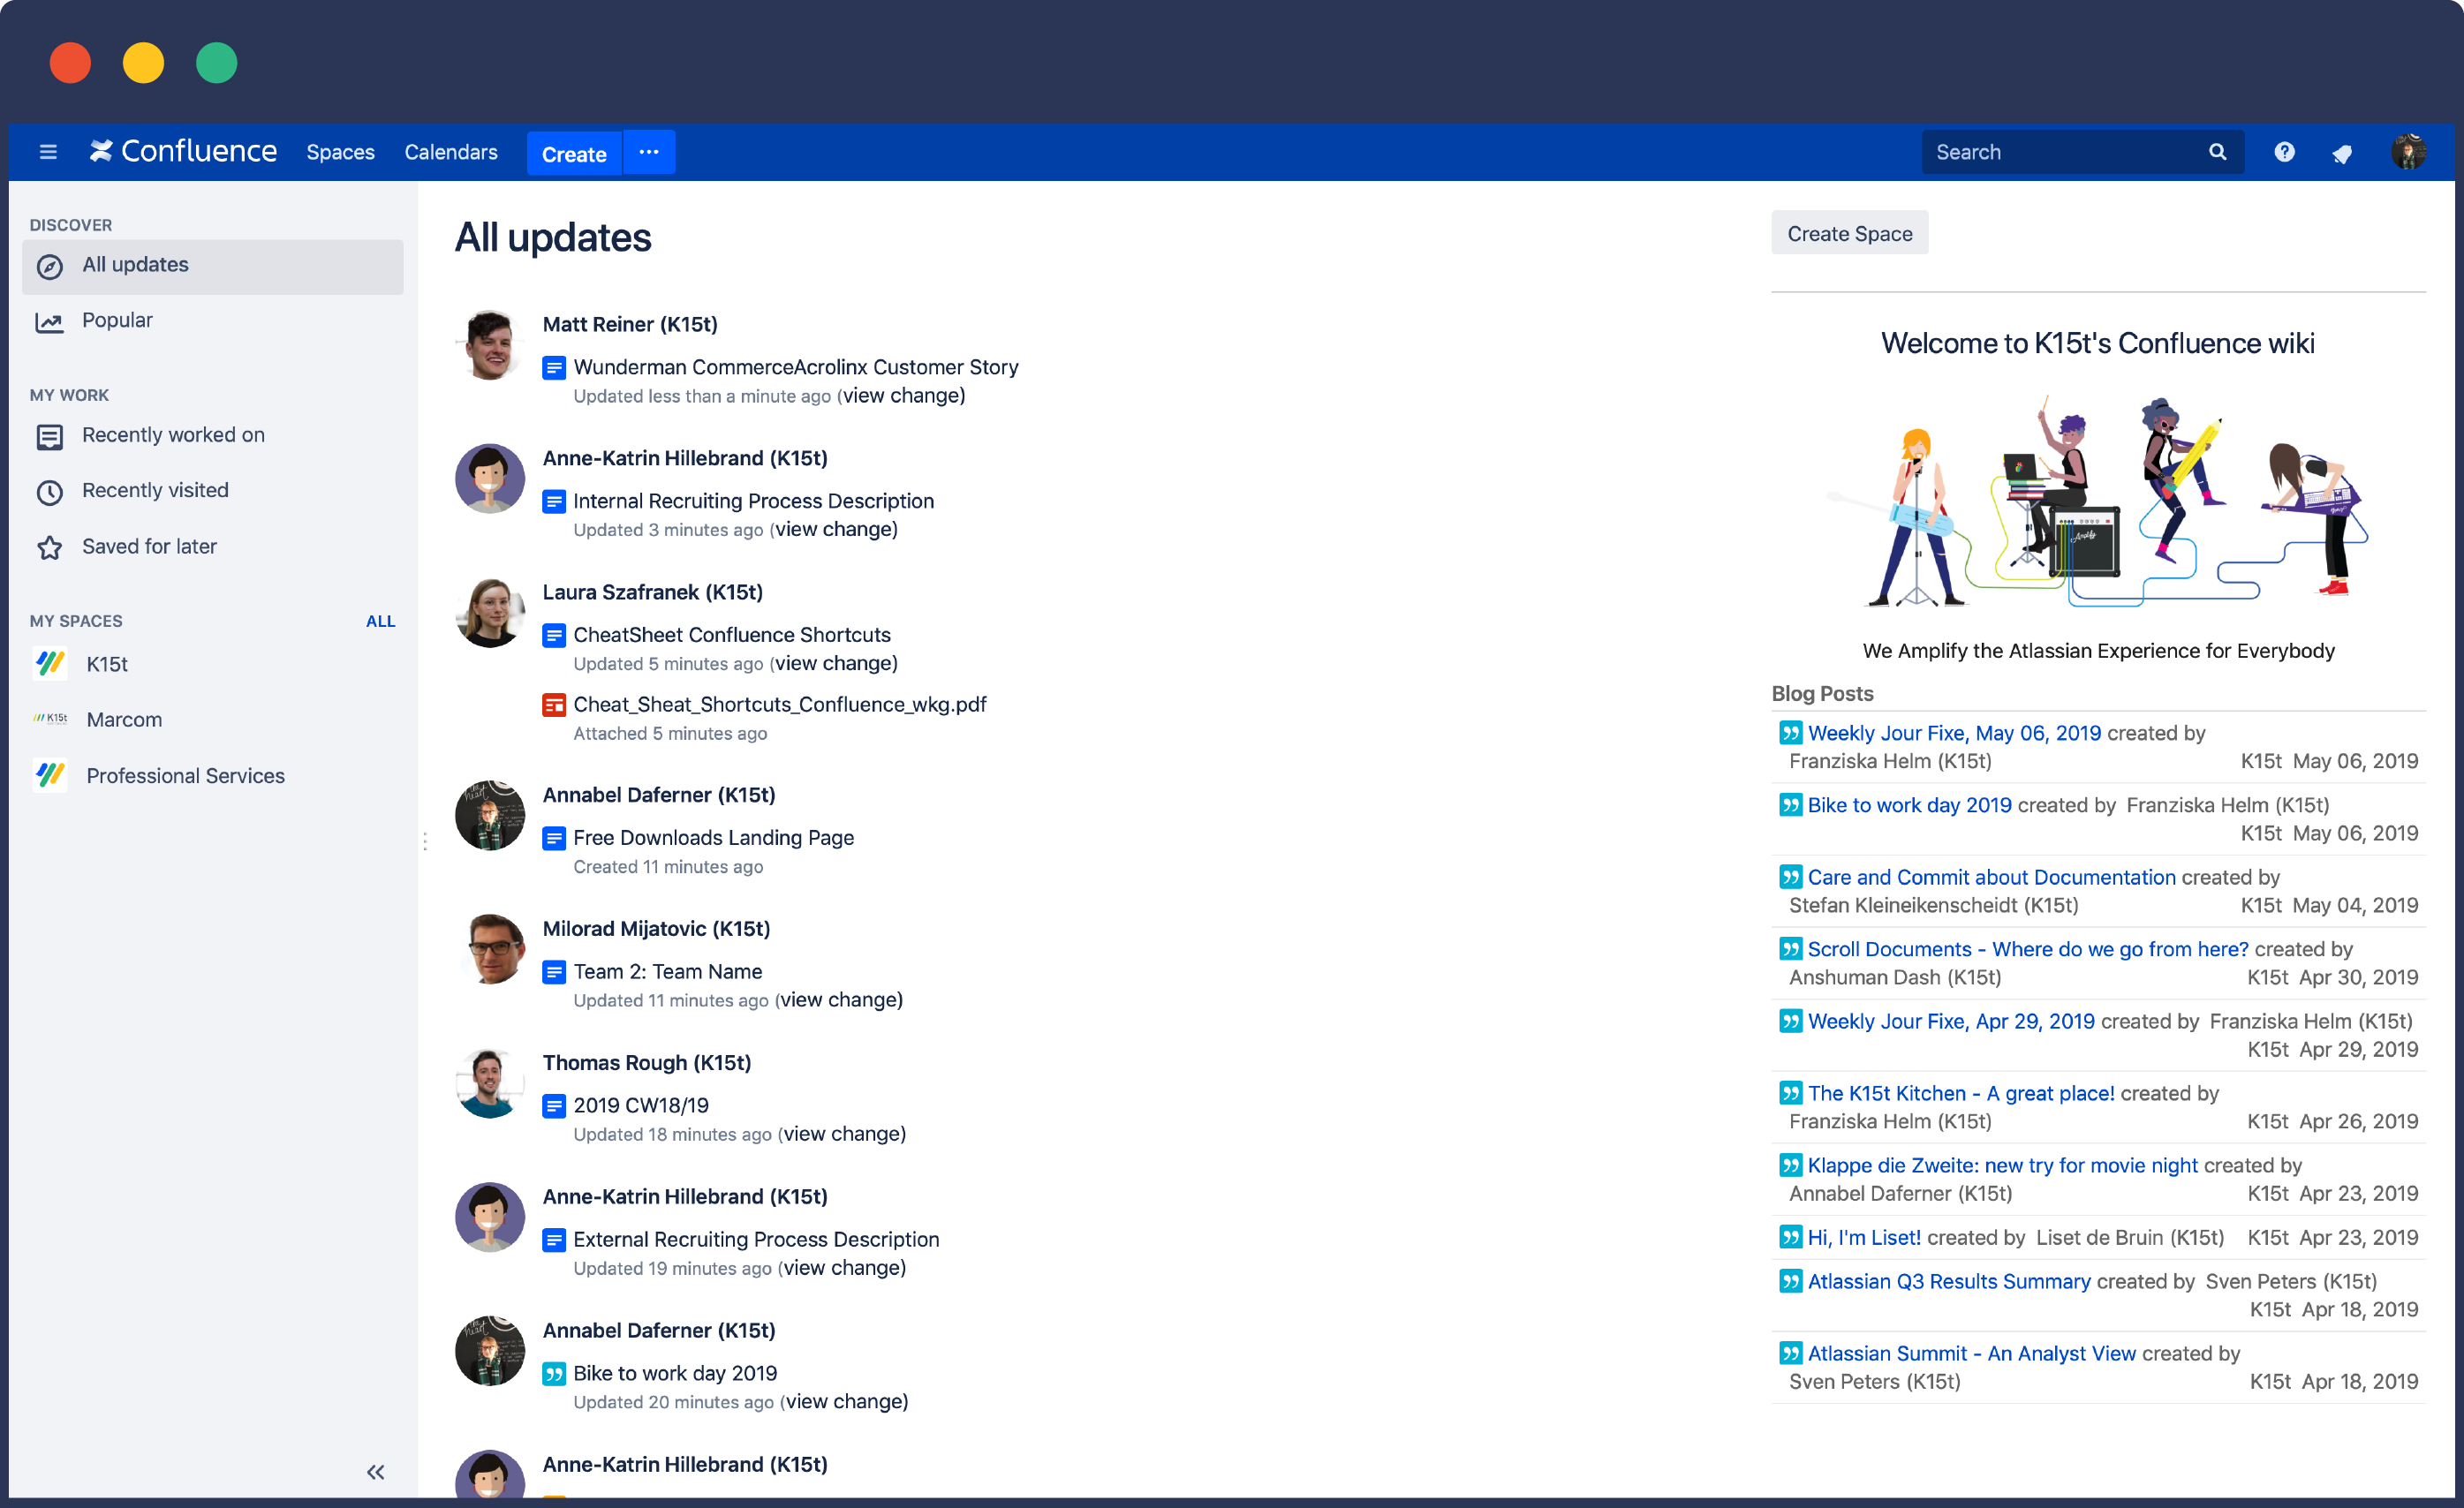 Confluence
Spaces
Calendars
Create
Search
DISCOVER
All updates
Popular
MY WORK
Recently worked on
Recently visited
Saved for later
MY SPACES ALL
K15t
K15t Marcom
Professional Services
All updates
Matt Reiner (K15t)
Wunderman CommerceAcrolinx Customer Story
Updated less than a minute ago (view change)
Anne-Katrin Hillebrand (K15t)
Internal Recruiting Process Description
Updated 3 minutes ago (view change)
Laura Szafranek (K15t)
CheatSheet Confluence Shortcuts
Updated 5 minutes ago (view change)
Cheat_Sheat_Shortcuts_Confluence_wkg.pdf
Attached 5 minutes ago
Annabel Daferner (K15t)
Free Downloads Landing Page
Created 11 minutes ago
Milorad Mijatovic (K15t)
Team 2: Team Name
Updated 11 minutes ago (view change)
Thomas Rough (K15t)
2019 CW18/19
Updated 18 minutes ago (view change)
Anne-Katrin Hillebrand (K15t)
External Recruiting Process Description
Updated 19 minutes ago (view change)
Annabel Daferner (K15t)
Bike to work day 2019
Updated 20 minutes ago (view change)
Anne-Katrin Hillebrand (K15t)
Create Space
Welcome to K15t's Confluence wiki
Amplify
We Amplify the Atlassian Experience for Everybody
Blog Posts
Weekly Jour Fixe, May 06, 2019 created by
Franziska Helm (K15t) K15t May 06, 2019
Bike to work day 2019 created by Franziska Helm (K15t)
K15t May 06, 2019
Care and Commit about Documentation created by
Stefan Kleineikenscheidt (K15t) K15t May 04, 2019
Scroll Documents - Where do we go from here? created by
Anshuman Dash (K15t) K15t Apr 30, 2019
Weekly Jour Fixe, Apr 29, 2019 created by Franziska Helm (K15t)
K15t Apr 29, 2019
The K15t Kitchen - A great place! created by
Franziska Helm (K15t) K15t Apr 26, 2019
Klappe die Zweite: new try for movie night created by
Annabel Daferner (K15t) K15t Apr 23, 2019
Hi, I'm Liset! created by Liset de Bruin (K15t) K15t Apr 23, 2019
Atlassian Q3 Results Summary created by Sven Peters (K15t)
K15t Apr 18, 2019
Atlassian Summit - An Analyst View created by
Sven Peters (K15t) K15t Apr 18, 2019